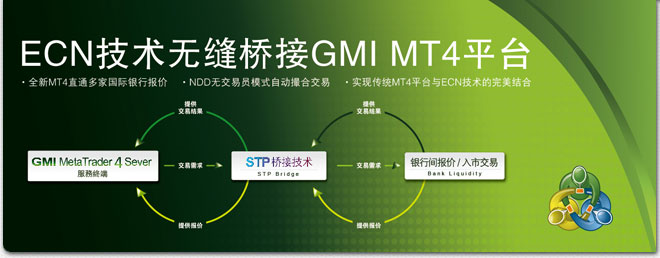 ECN技术无缝桥接GMI MT4平台
·全新MT4直通多家国际银行报价 ·NDD无交易员模式自动撮合交易 ·实现传统MT4平台与ECN技术的完美结合
提供
交易结果
提供
交易结果
GMI MetaTrader 4 Sever
服務终端
交易需求
STP桥接技术
STP Bridge
交易需求
银行间报价/入市交易
Bank Liquidity
提供报价
提供报价